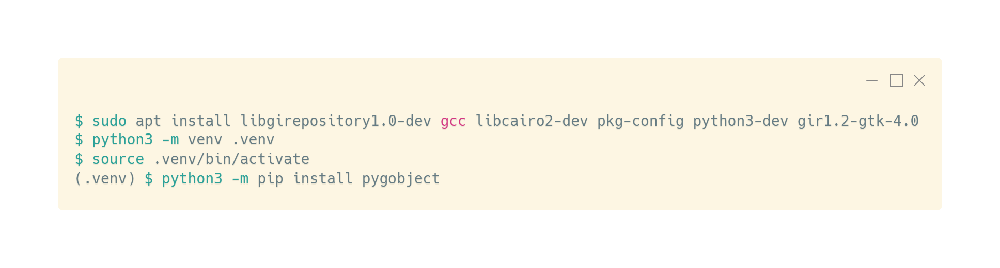 $ sudo apt install libgirepository1.0-dev gcc libcairo2-dev pkg-config python3-dev gir1.2-gtk-4.0
$ python3 -m venv .venv
$ source .venv/bin/activate
(.venv) $ python3 -m pip install pygobject